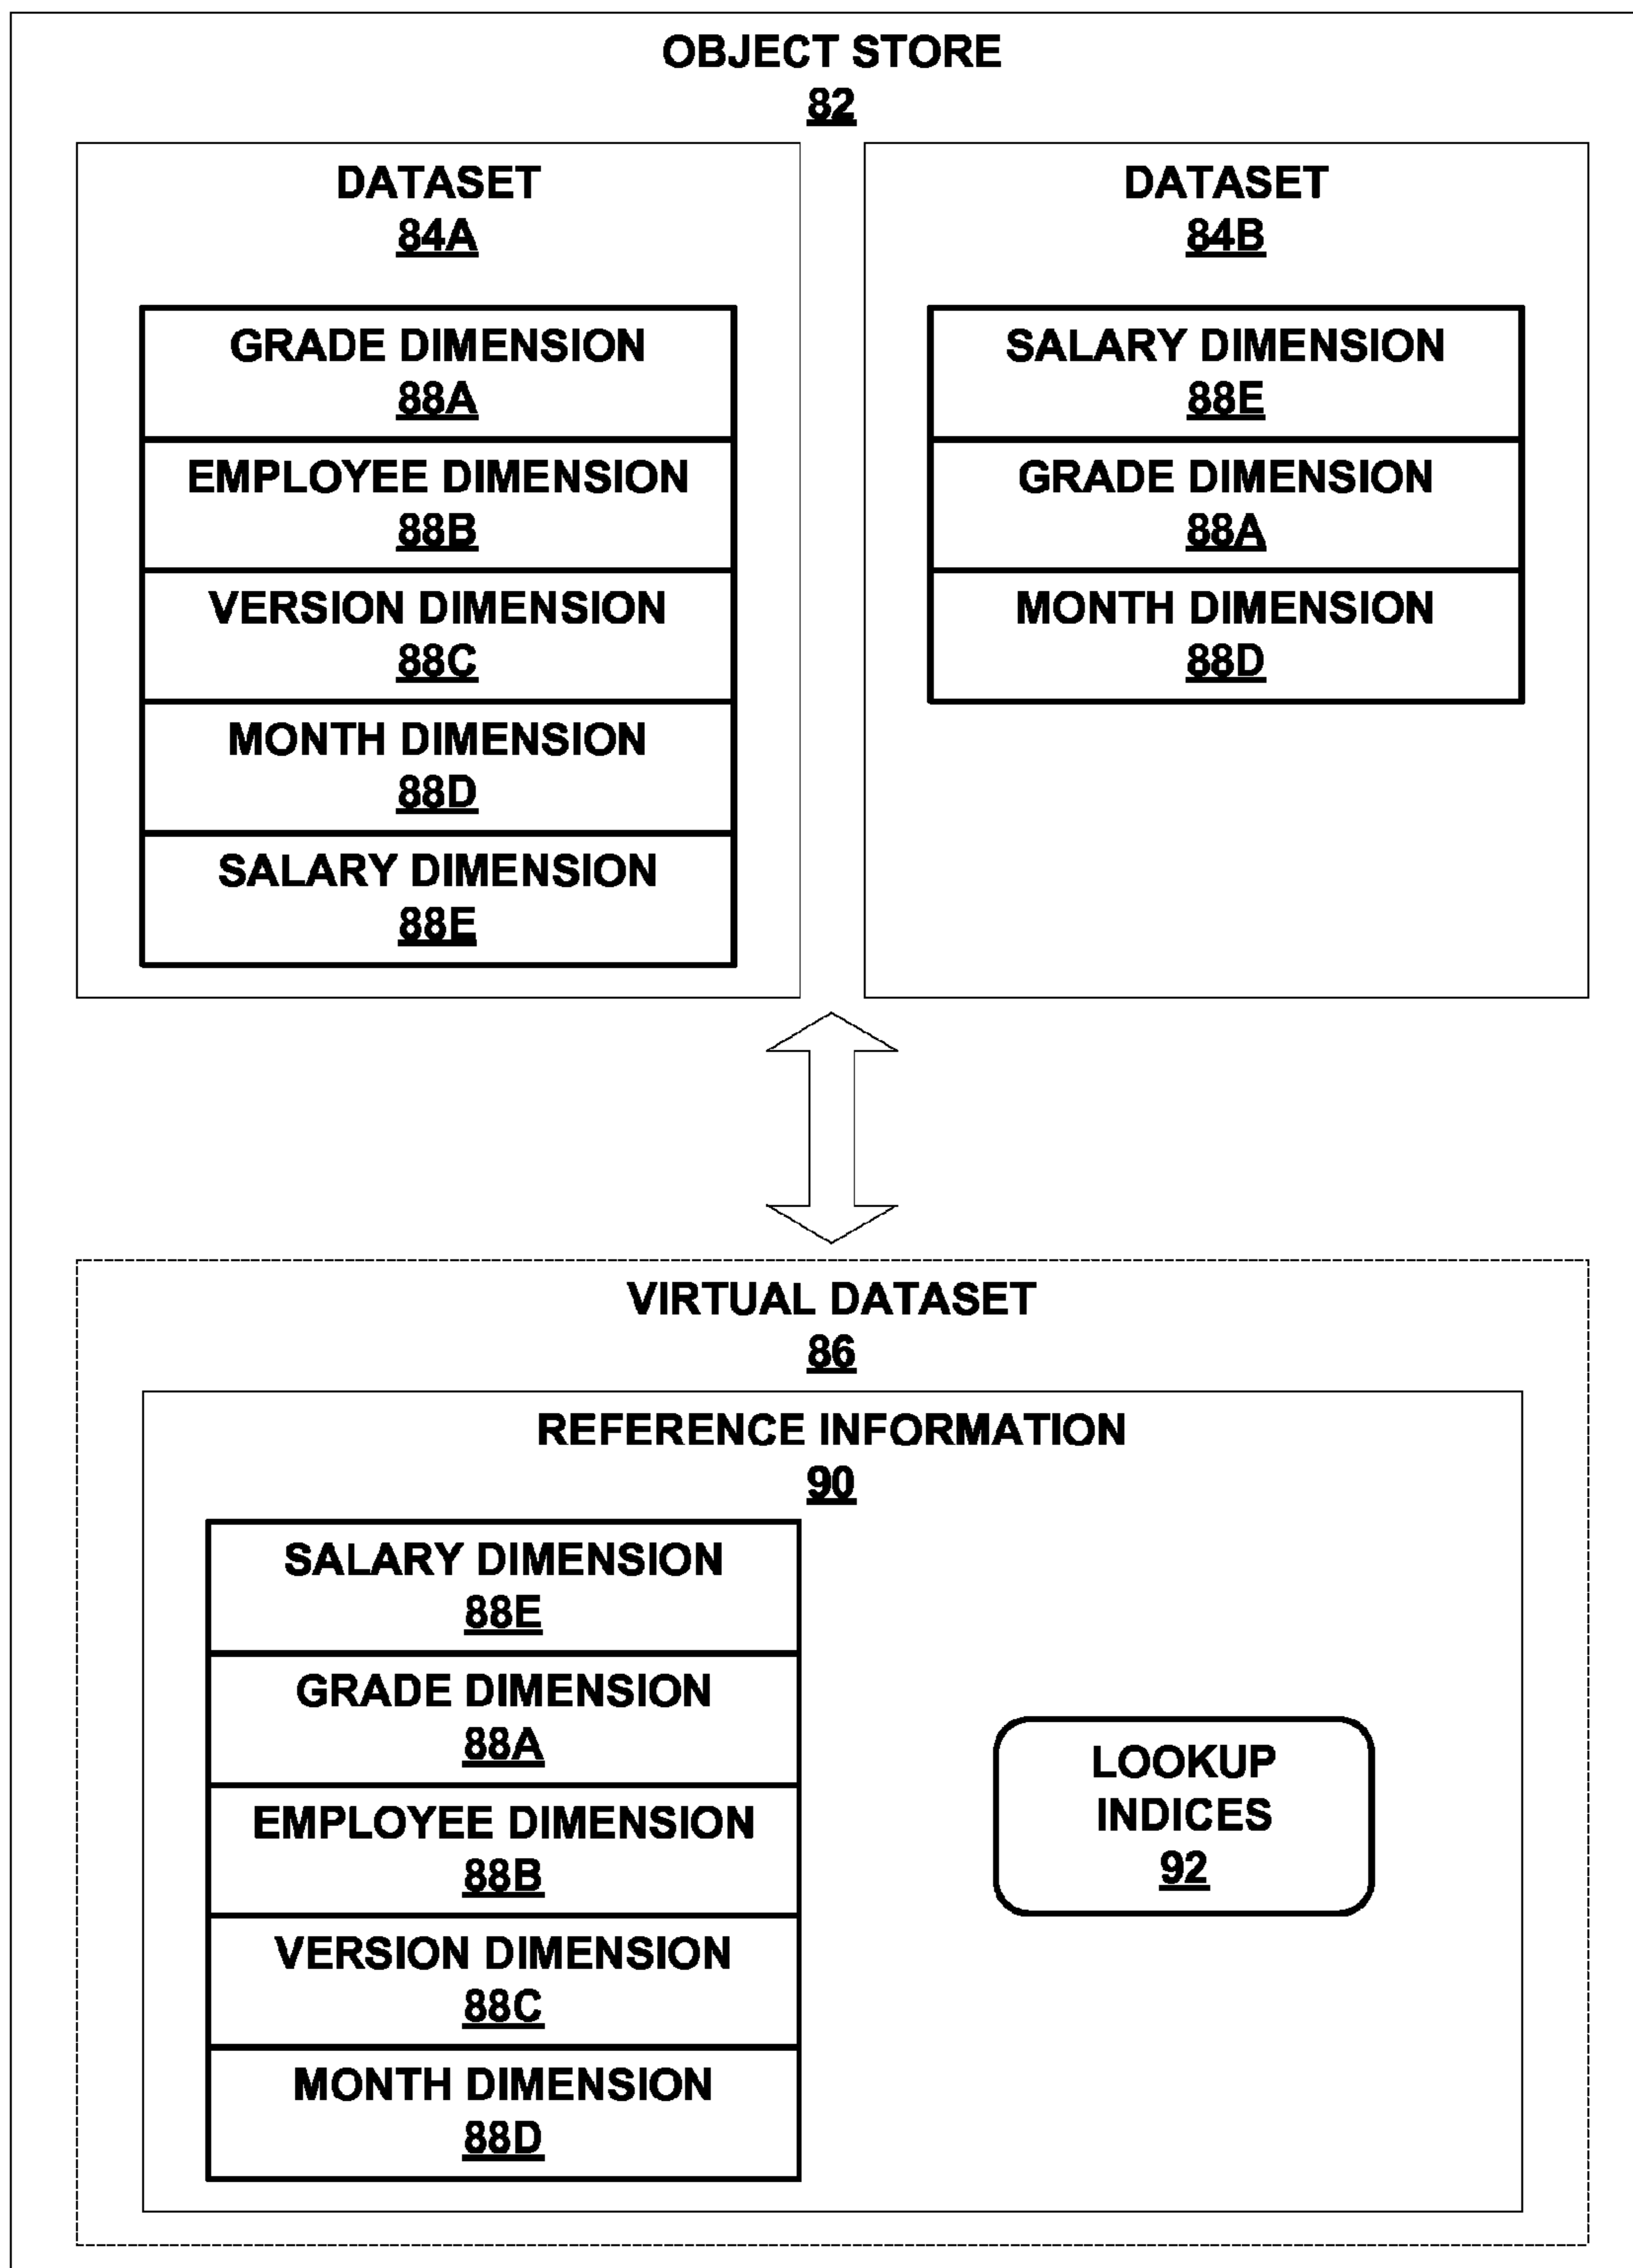 OBJECT STORE
82
DATASET
84A
GRADE DIMENSION
88A
EMPLOYEE DIMENSION
88B
VERSION DIMENSION
88C
MONTH DIMENSION
88D
SALARY DIMENSION
88E
DATASET
84B
SALARY DIMENSION
88E
GRADE DIMENSION
88A
MONTH DIMENSION
88D
VIRTUAL DATASET
86
REFERENCE INFORMATION
90
SALARY DIMENSION
88E
GRADE DIMENSION
88A
EMPLOYEE DIMENSION
88B
VERSION DIMENSION
88C
MONTH DIMENSION
88D
LOOKUP
INDICES
92